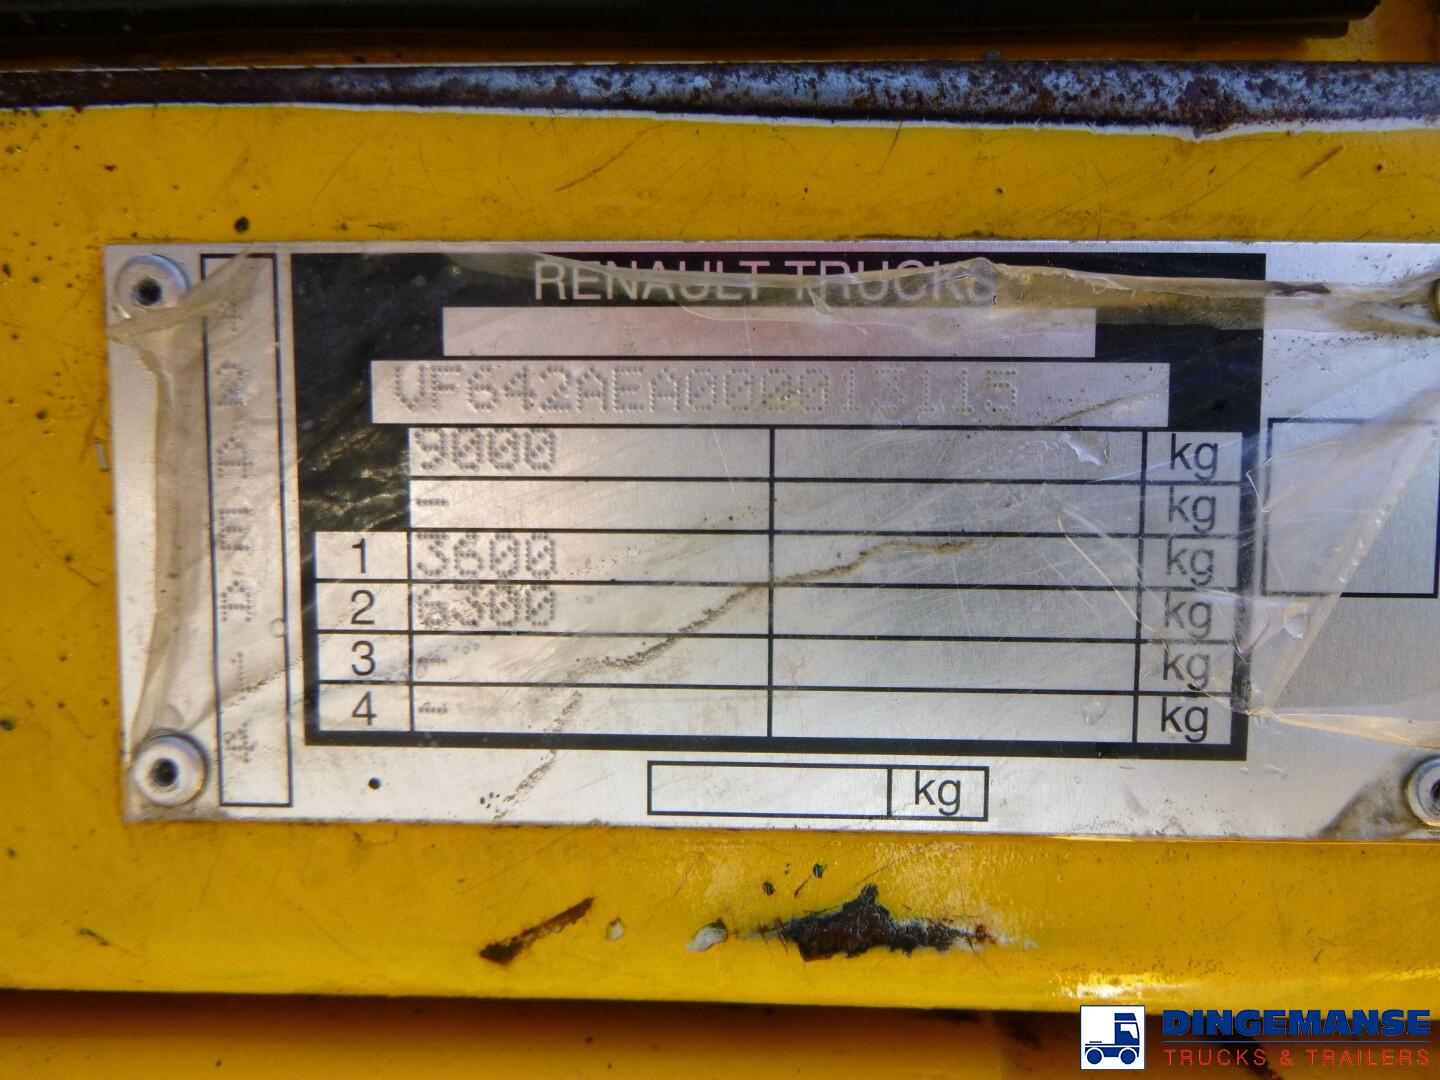 RENAULT TRUCKS
VF642AEA000013115
9000 kg
- kg
1 3600 kg
2 6300 kg
3 - kg
4 - kg
kg
DINGEMANSE
TRUCKS & TRAILERS